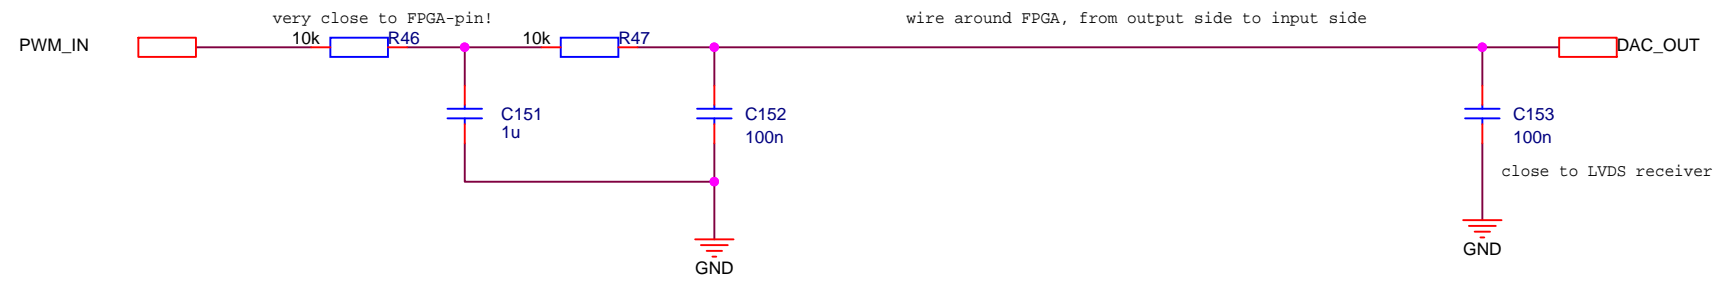 very close to FPGA-pin!
wire around FPGA, from output side to input side
PWM_IN
10k
R46
10k
R47
DAC_OUT
C151
1u
C152
100n
C153
100n
close to LVDS receiver
GND
GND